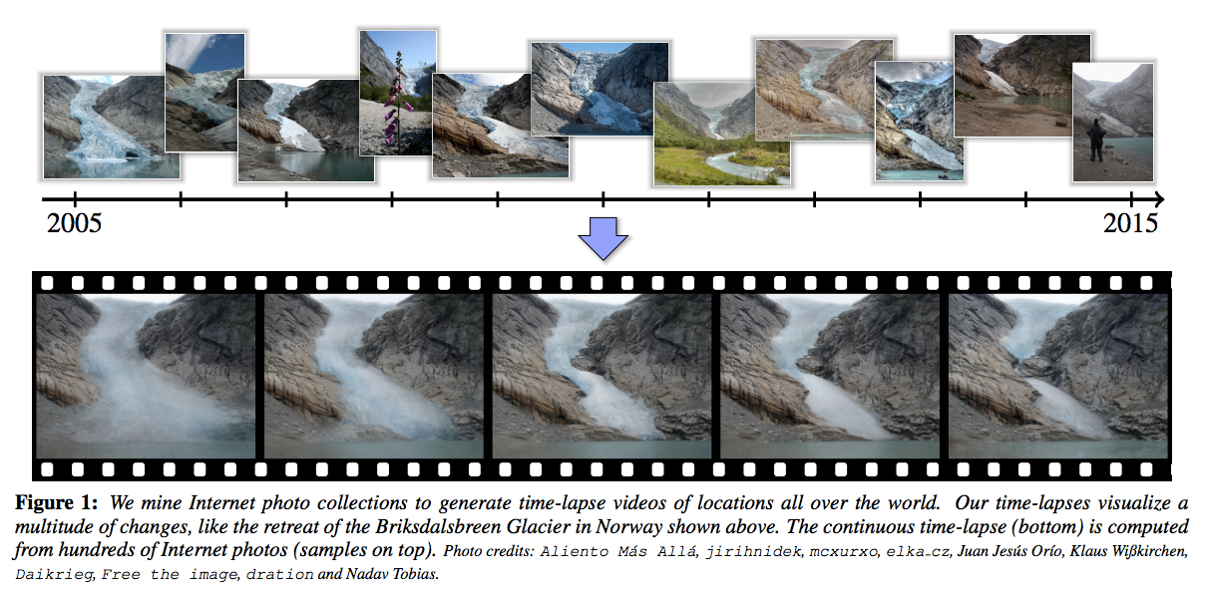 2005 2015
Figure 1: We mine Internet photo collections to generate time-lapse videos of locations all over the world. Our time-lapses visualize a
multitude of changes, like the retreat of the Briksdalsbreen Glacier in Norway shown above. The continuous time-lapse (bottom) is computed
from hundreds of Internet photos (samples on top). Photo credits: Aliento Más Allá, jirihnidek, mcxurxo, elka_cz, Juan Jesús Orío, Klaus Wißkirchen,
Daikrieg, Free the image, dration and Nadav Tobias.